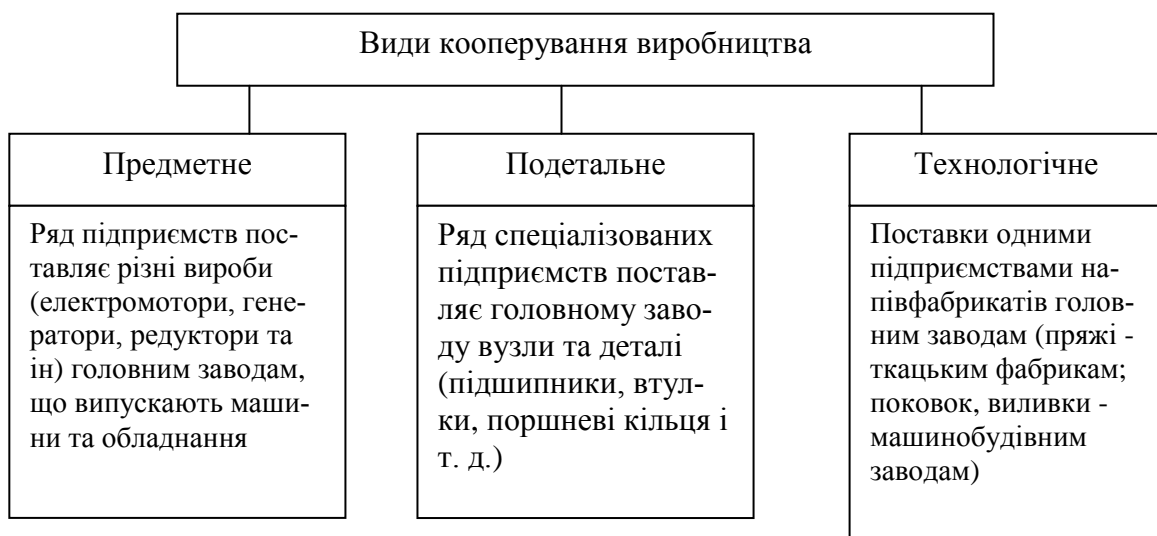 Види кооперування виробництва
Предметне
Ряд підприємств пос-
тавляє різні вироби
(електромотори, гене-
ратори, редуктори та
ін) головним заводам,
що випускають маши-
ни та обладнання
Подетальне
Ряд спеціалізованих
підприємств постав-
ляє головному заво-
ду вузли та деталі
(підшипники, втул-
ки, поршневі кільця і
т. д.)
Технологічне
Поставки одними
підприємствами на-
півфабрикатів голов-
ним заводам (пряжі -
ткацьким фабрикам;
поковок, виливки -
машинобудівним
заводам)